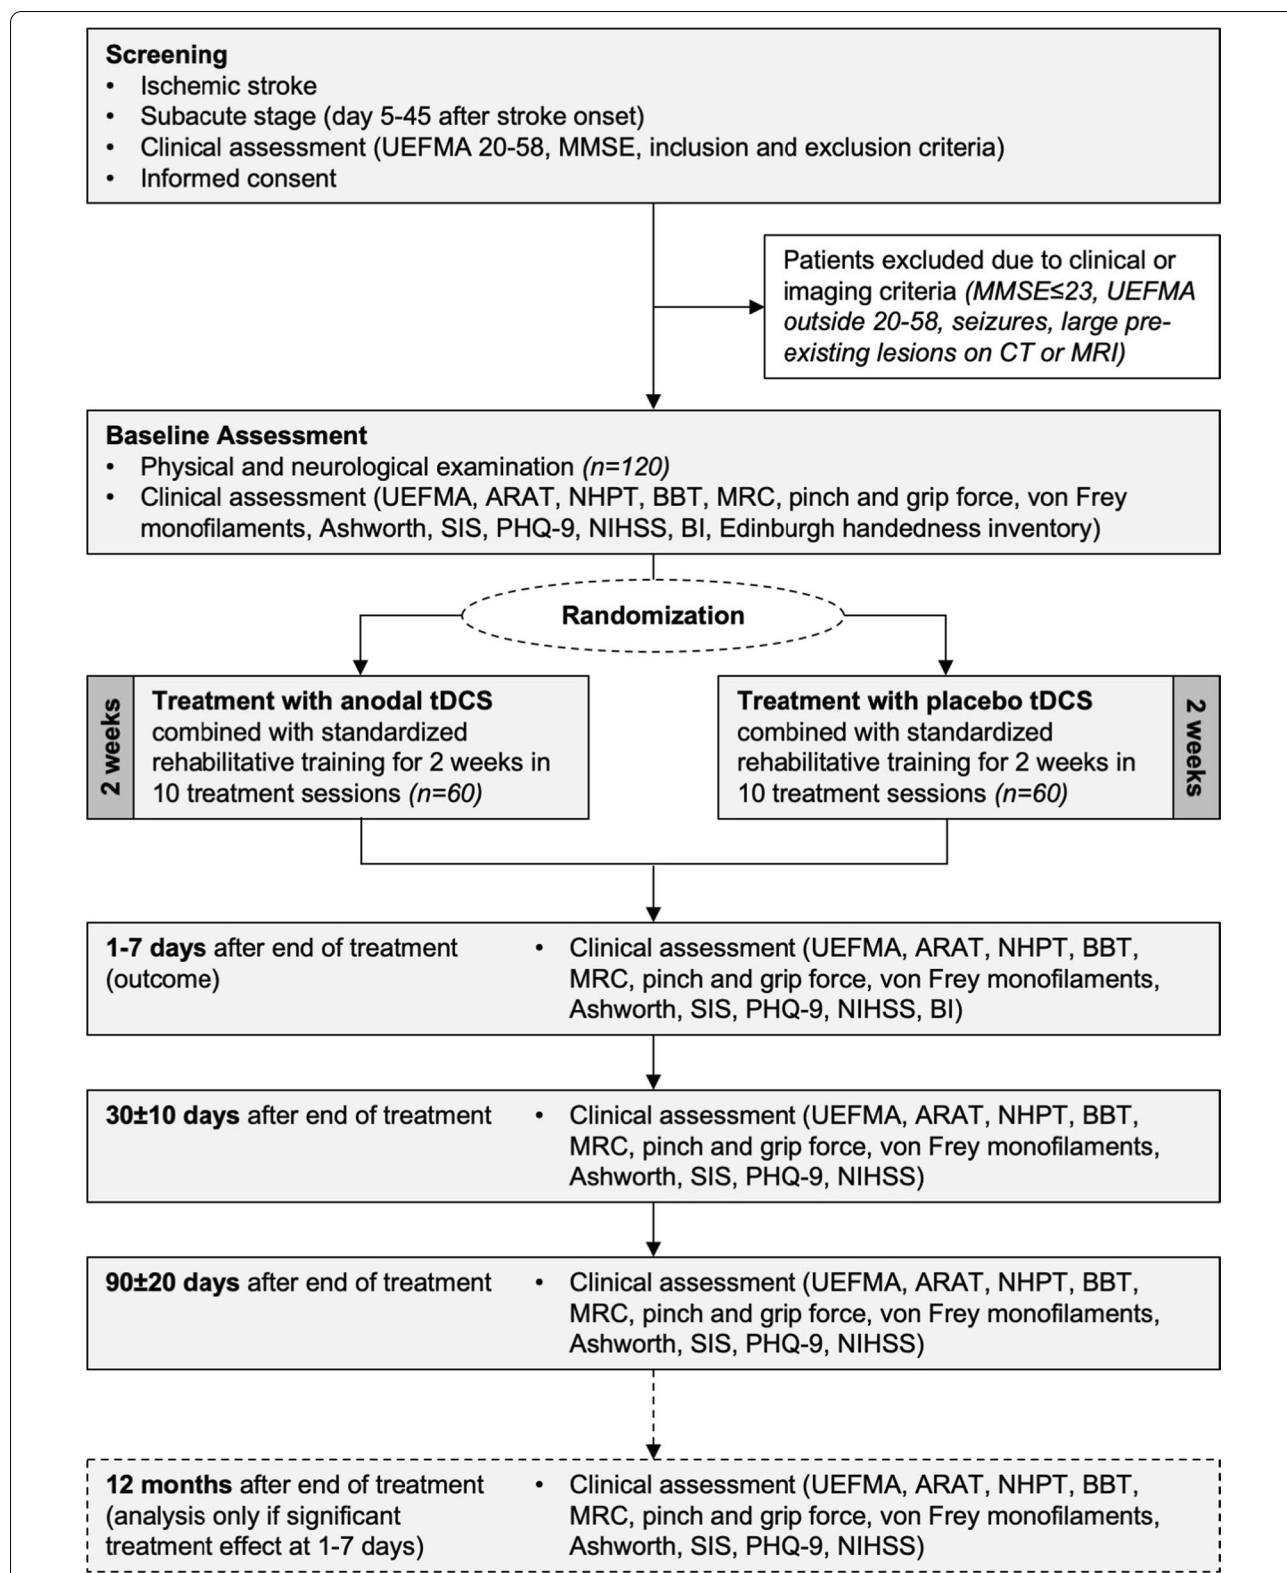 Screening
• Ischemic stroke
• Subacute stage (day 5-45 after stroke onset)
• Clinical assessment (UEFMA 20-58, MMSE, inclusion and exclusion criteria)
• Informed consent
Patients excluded due to clinical or
imaging criteria (MMSE≤23, UEFMA
outside 20-58, seizures, large pre-
existing lesions on CT or MRI)
Baseline Assessment
• Physical and neurological examination (n=120)
• Clinical assessment (UEFMA, ARAT, NHPT, BBT, MRC, pinch and grip force, von Frey
monofilaments, Ashworth, SIS, PHQ-9, NIHSS, BI, Edinburgh handedness inventory)
Randomization
2 weeks
Treatment with anodal tDCS
combined with standardized
rehabilitative training for 2 weeks in
10 treatment sessions (n=60)
Treatment with placebo tDCS
combined with standardized
rehabilitative training for 2 weeks in
10 treatment sessions (n=60)
2 weeks
1-7 days after end of treatment
(outcome)
• Clinical assessment (UEFMA, ARAT, NHPT, BBT,
MRC, pinch and grip force, von Frey monofilaments,
Ashworth, SIS, PHQ-9, NIHSS, BI)
30±10 days after end of treatment
• Clinical assessment (UEFMA, ARAT, NHPT, BBT,
MRC, pinch and grip force, von Frey monofilaments,
Ashworth, SIS, PHQ-9, NIHSS)
90±20 days after end of treatment
• Clinical assessment (UEFMA, ARAT, NHPT, BBT,
MRC, pinch and grip force, von Frey monofilaments,
Ashworth, SIS, PHQ-9, NIHSS)
12 months after end of treatment
(analysis only if significant
treatment effect at 1-7 days)
• Clinical assessment (UEFMA, ARAT, NHPT, BBT,
MRC, pinch and grip force, von Frey monofilaments,
Ashworth, SIS, PHQ-9, NIHSS)